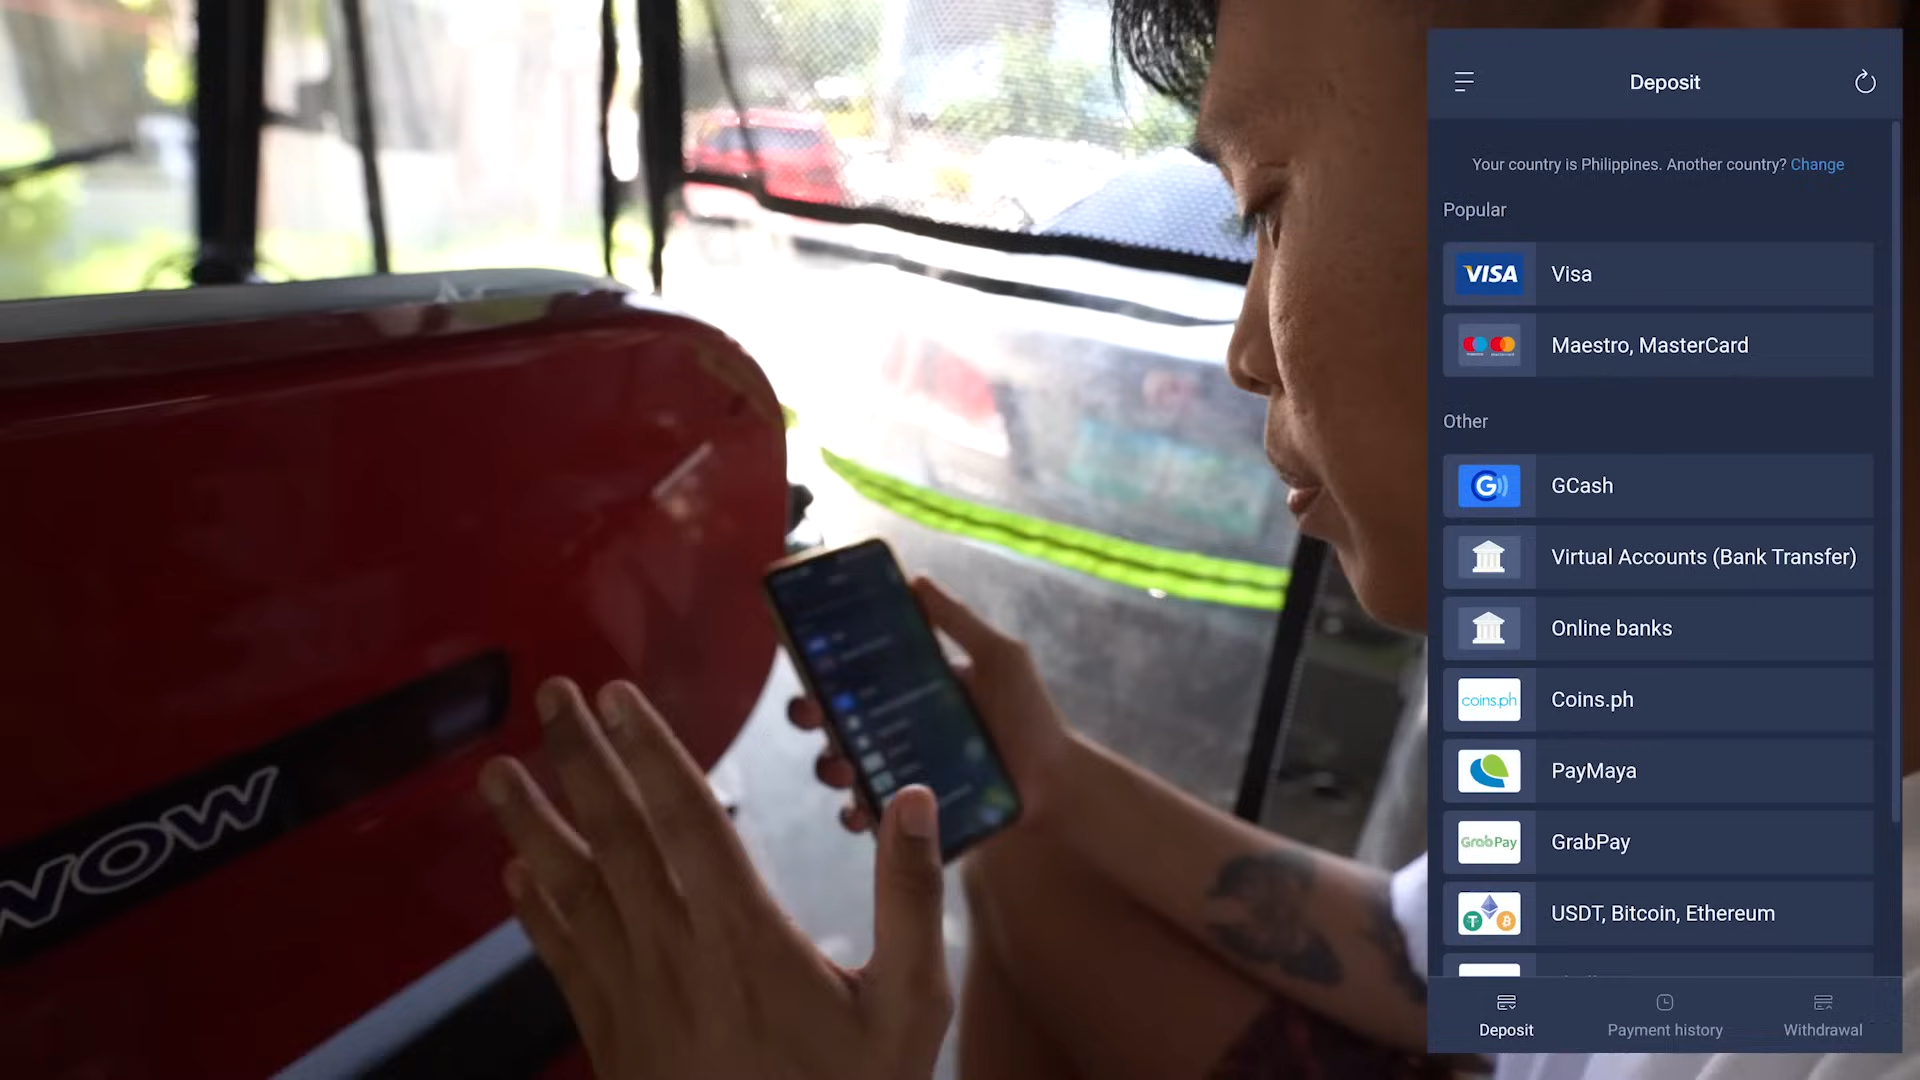 WOW
Deposit
Your country is Philippines. Another country? Change
Popular
VISA
Visa
Maestro, MasterCard
Other
G
GCash
Virtual Accounts (Bank Transfer)
Online banks
coins.ph
Coins.ph
PayMaya
GrabPay
GrabPay
USDT, Bitcoin, Ethereum
Deposit
Payment history
Withdrawal